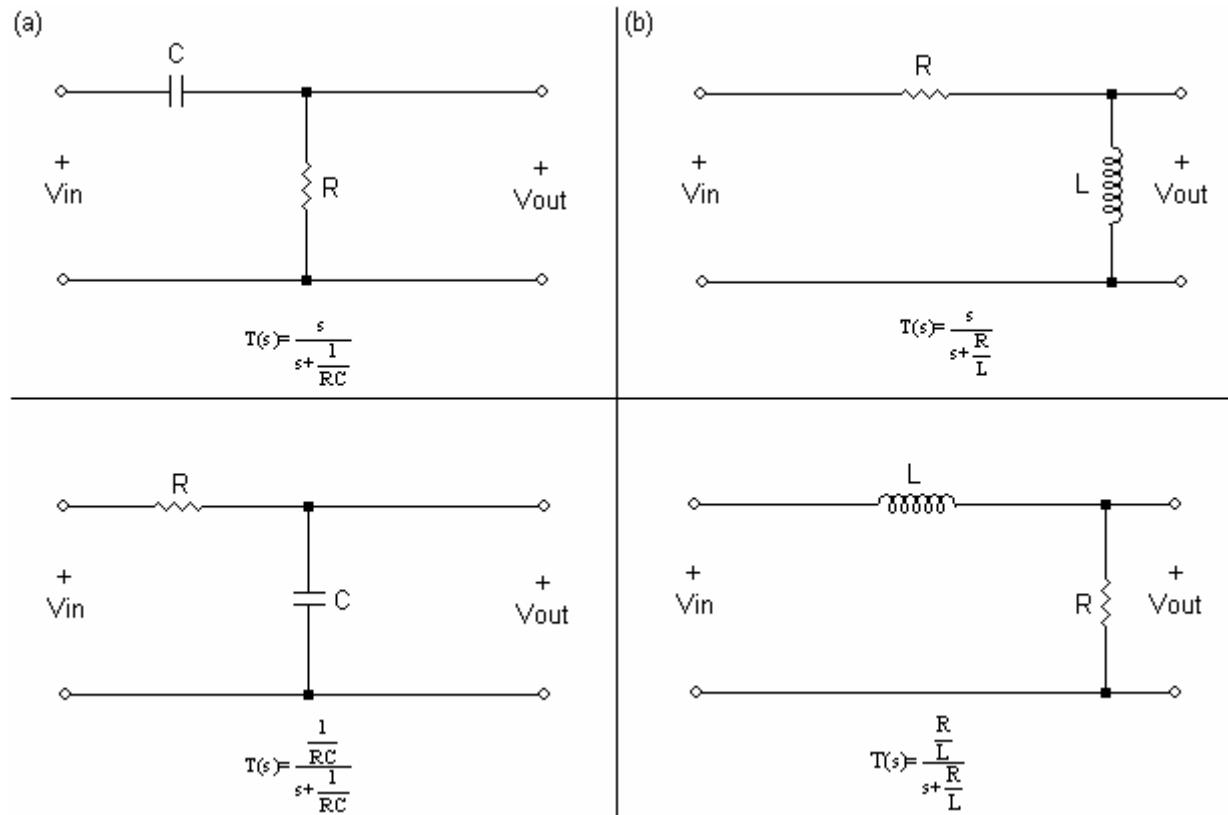 (a)
C
+
Vin
R
+
Vout
T(s)= s / (s+ 1/RC)
(b)
R
+
Vin
L
+
Vout
T(s)= s / (s+ R/L)
R
+
Vin
C
+
Vout
T(s)= (1/RC) / (s+ 1/RC)
L
+
Vin
R
+
Vout
T(s)= (R/L) / (s+ R/L)